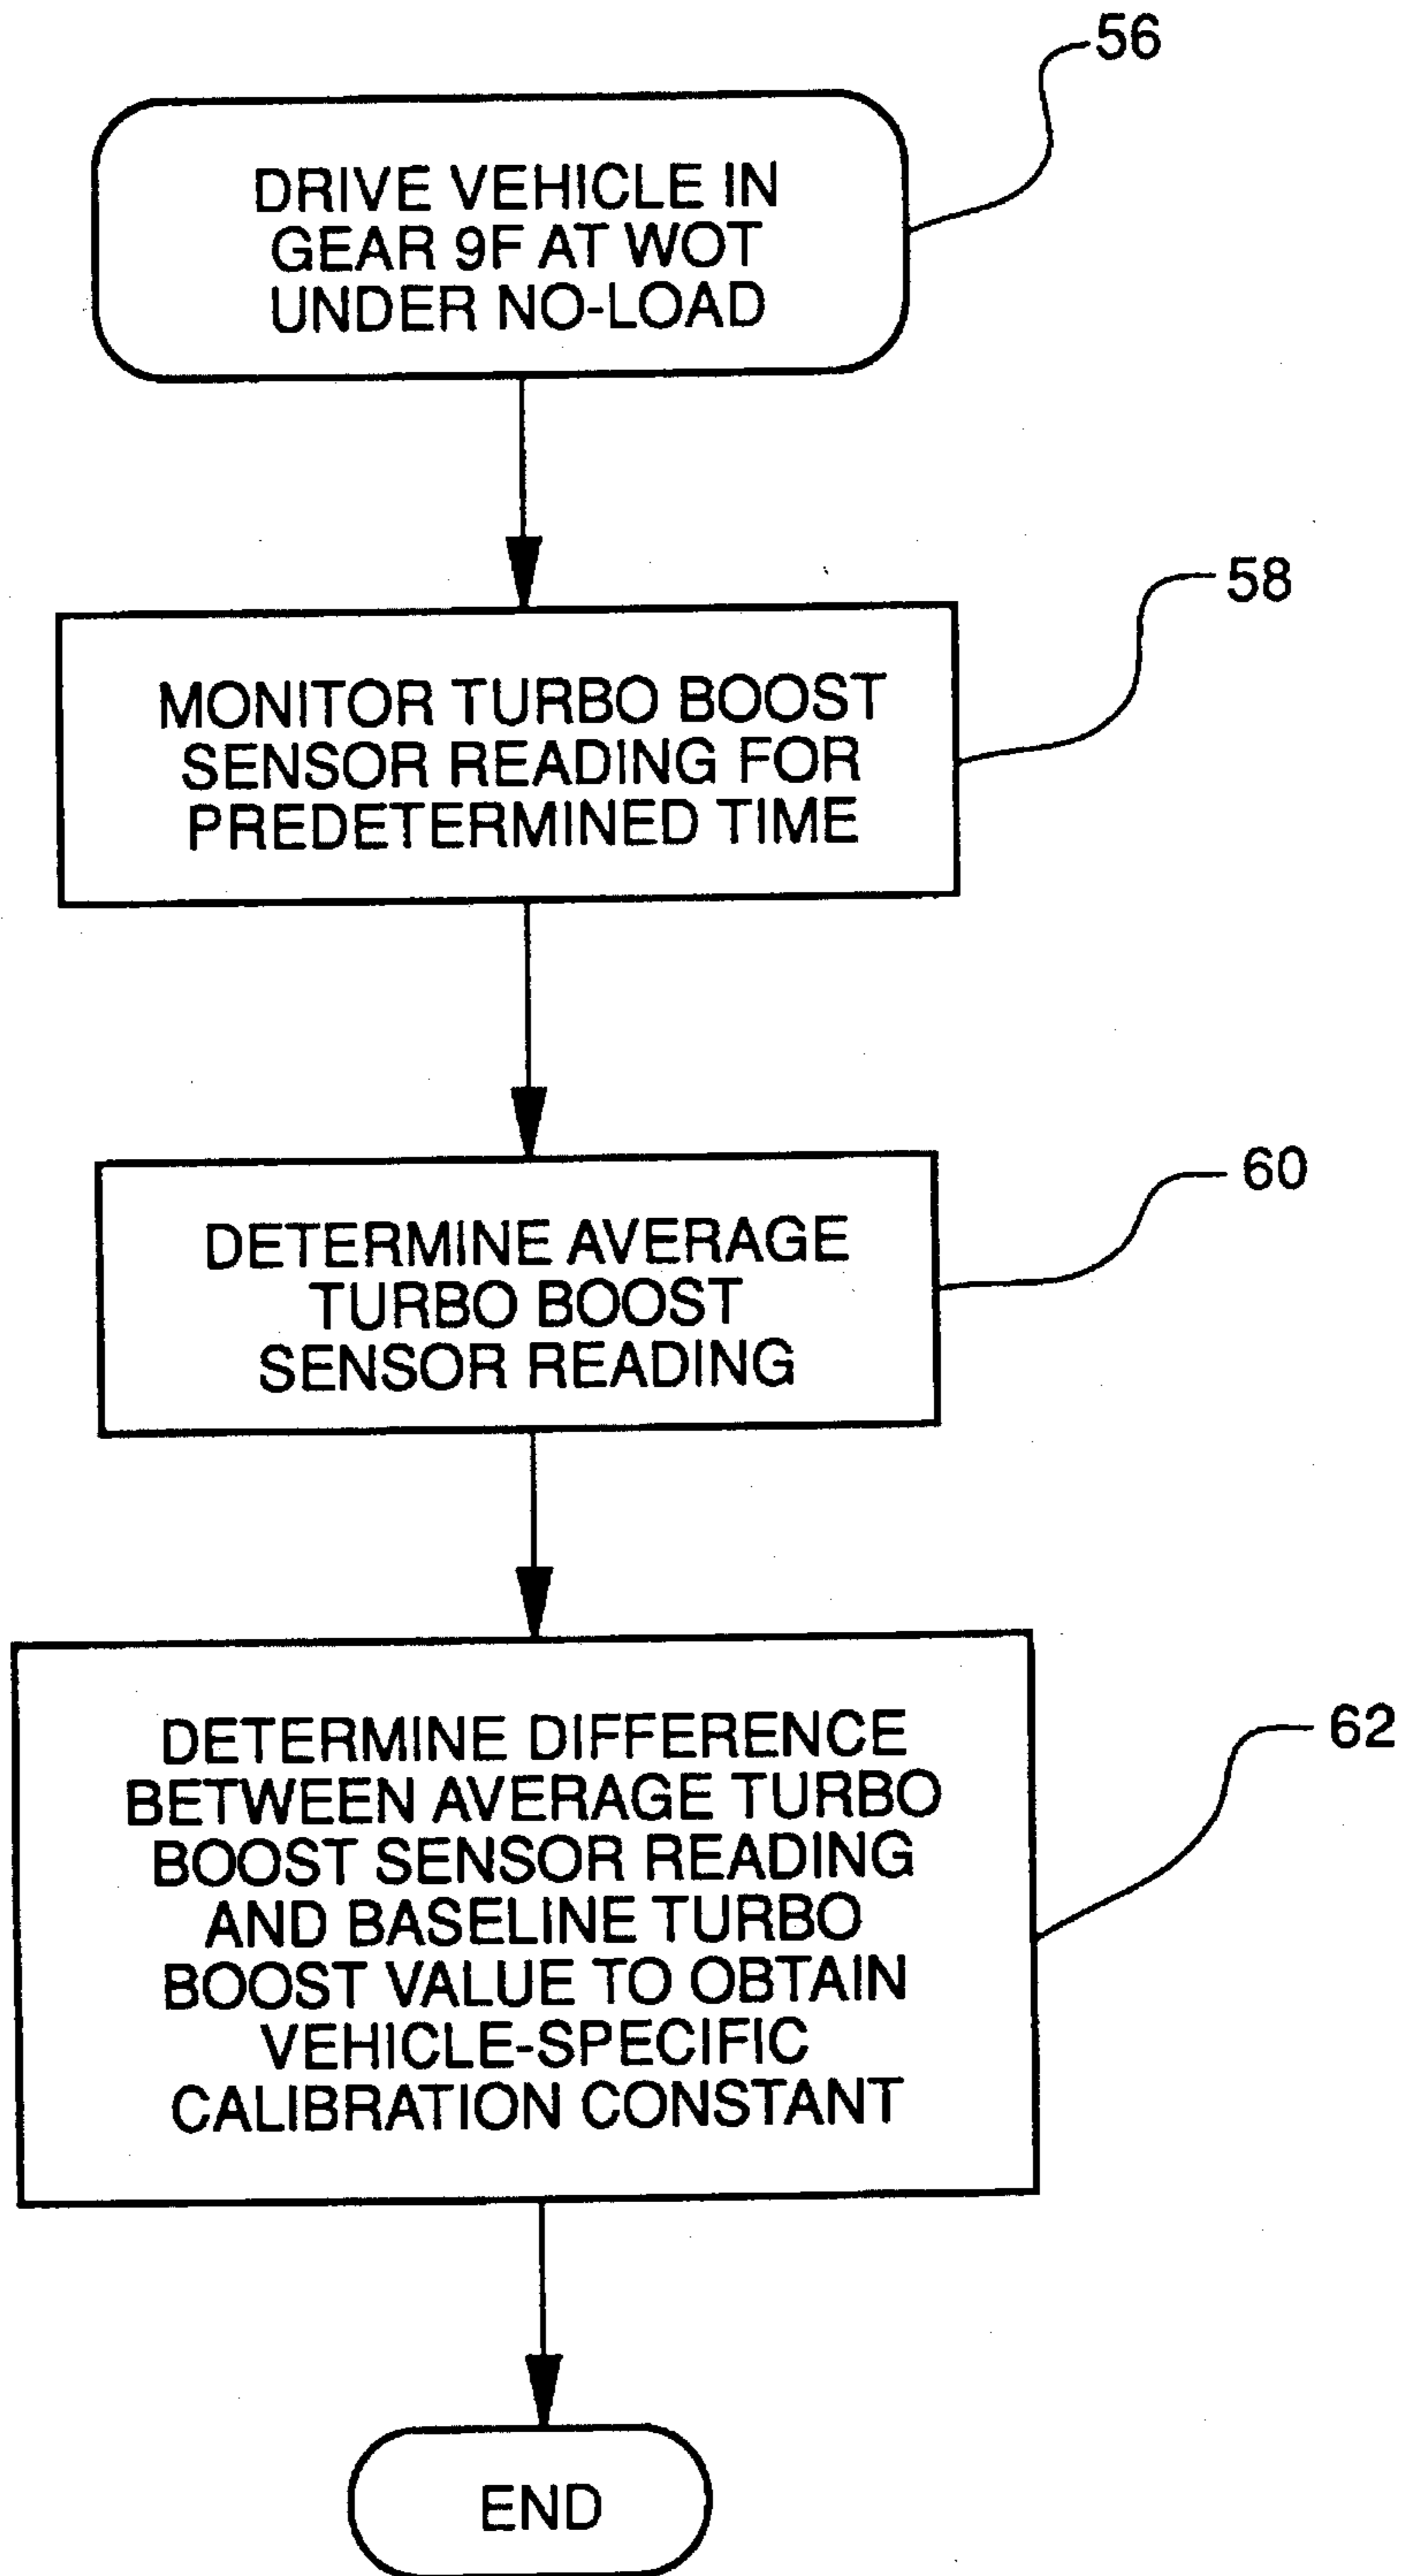 56
DRIVE VEHICLE IN
GEAR 9F AT WOT
UNDER NO-LOAD
58
MONITOR TURBO BOOST
SENSOR READING FOR
PREDETERMINED TIME
60
DETERMINE AVERAGE
TURBO BOOST
SENSOR READING
62
DETERMINE DIFFERENCE
BETWEEN AVERAGE TURBO
BOOST SENSOR READING
AND BASELINE TURBO
BOOST VALUE TO OBTAIN
VEHICLE-SPECIFIC
CALIBRATION CONSTANT
END